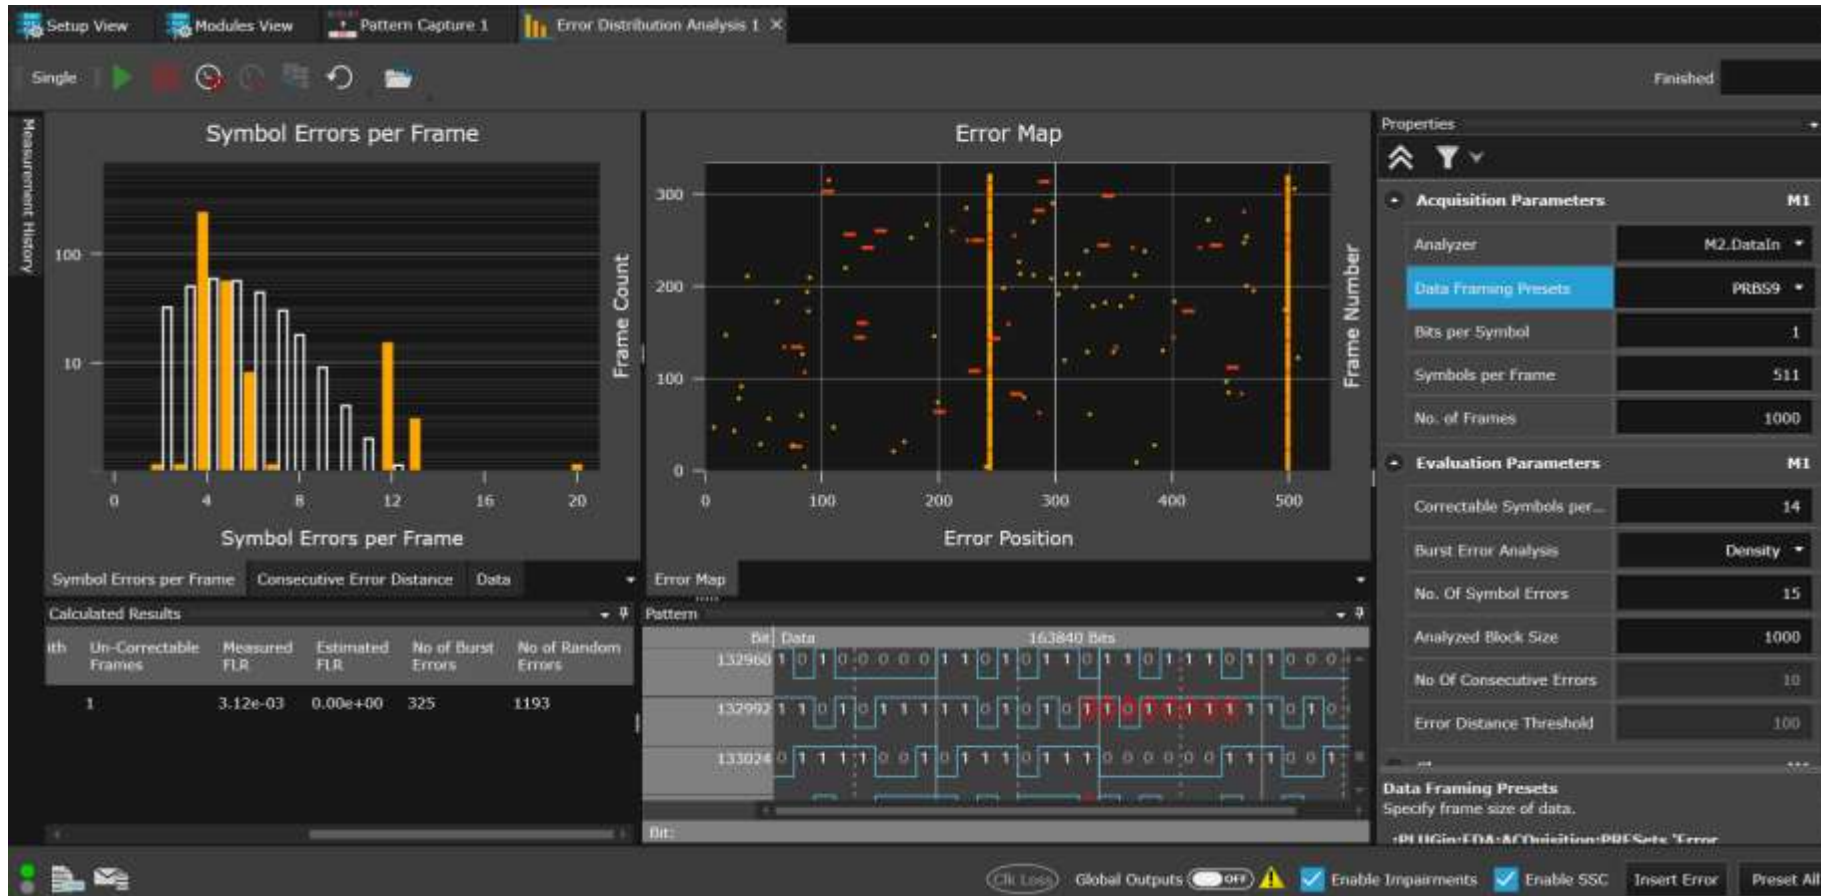 Setup View
Modules View
Pattern Capture 1
Error Distribution Analysis 1 ×
Single
Finished
Measurement History
Symbol Errors per Frame
100
10
0 4 8 12 16 20
Frame Count
Symbol Errors per Frame
Symbol Errors per Frame
Consecutive Error Distance
Data
Error Map
300
200
100
0
0 100 200 300 400 500
Frame Number
Error Position
Error Map
Calculated Results
ith
Un-Correctable Frames
Measured FLR
Estimated FLR
No of Burst Errors
No of Random Errors
1 3.12e-03 0.00e+00 325 1193
Pattern
Bit Data 163840 Bits
132960
132992
133024
Bit:
Properties
Acquisition Parameters M1
Analyzer M2.DataIn
Data Framing Presets PRBS9
Bits per Symbol 1
Symbols per Frame 511
No. of Frames 1000
Evaluation Parameters M1
Correctable Symbols per... 14
Burst Error Analysis Density
No. Of Symbol Errors 15
Analyzed Block Size 1000
No Of Consecutive Errors 10
Error Distance Threshold 100
Data Framing Presets
Specify frame size of data.
:PLUGin:EDA:ACQuisition:PRESets 'Error
Clk Loss
Global Outputs OFF
Enable Impairments
Enable SSC
Insert Error
Preset All